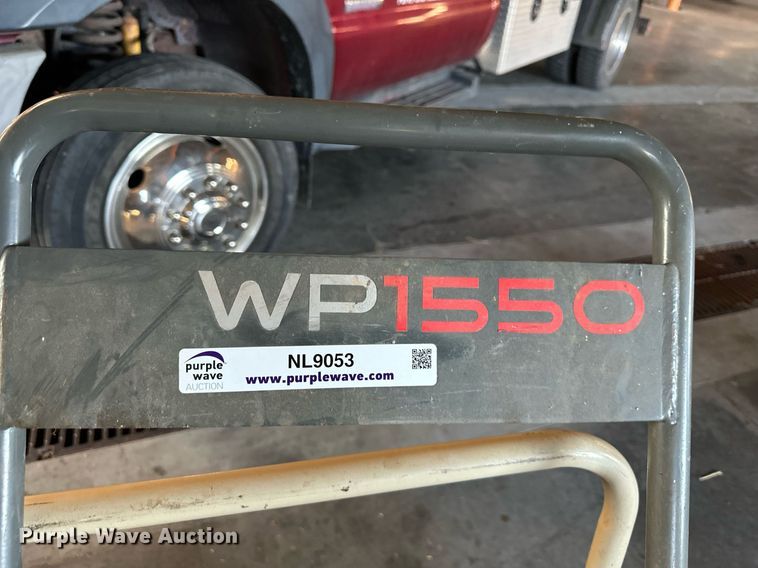 WP1550
purple
wave
AUCTION
NL9053
www.purplewave.com
Purple Wave Auction®